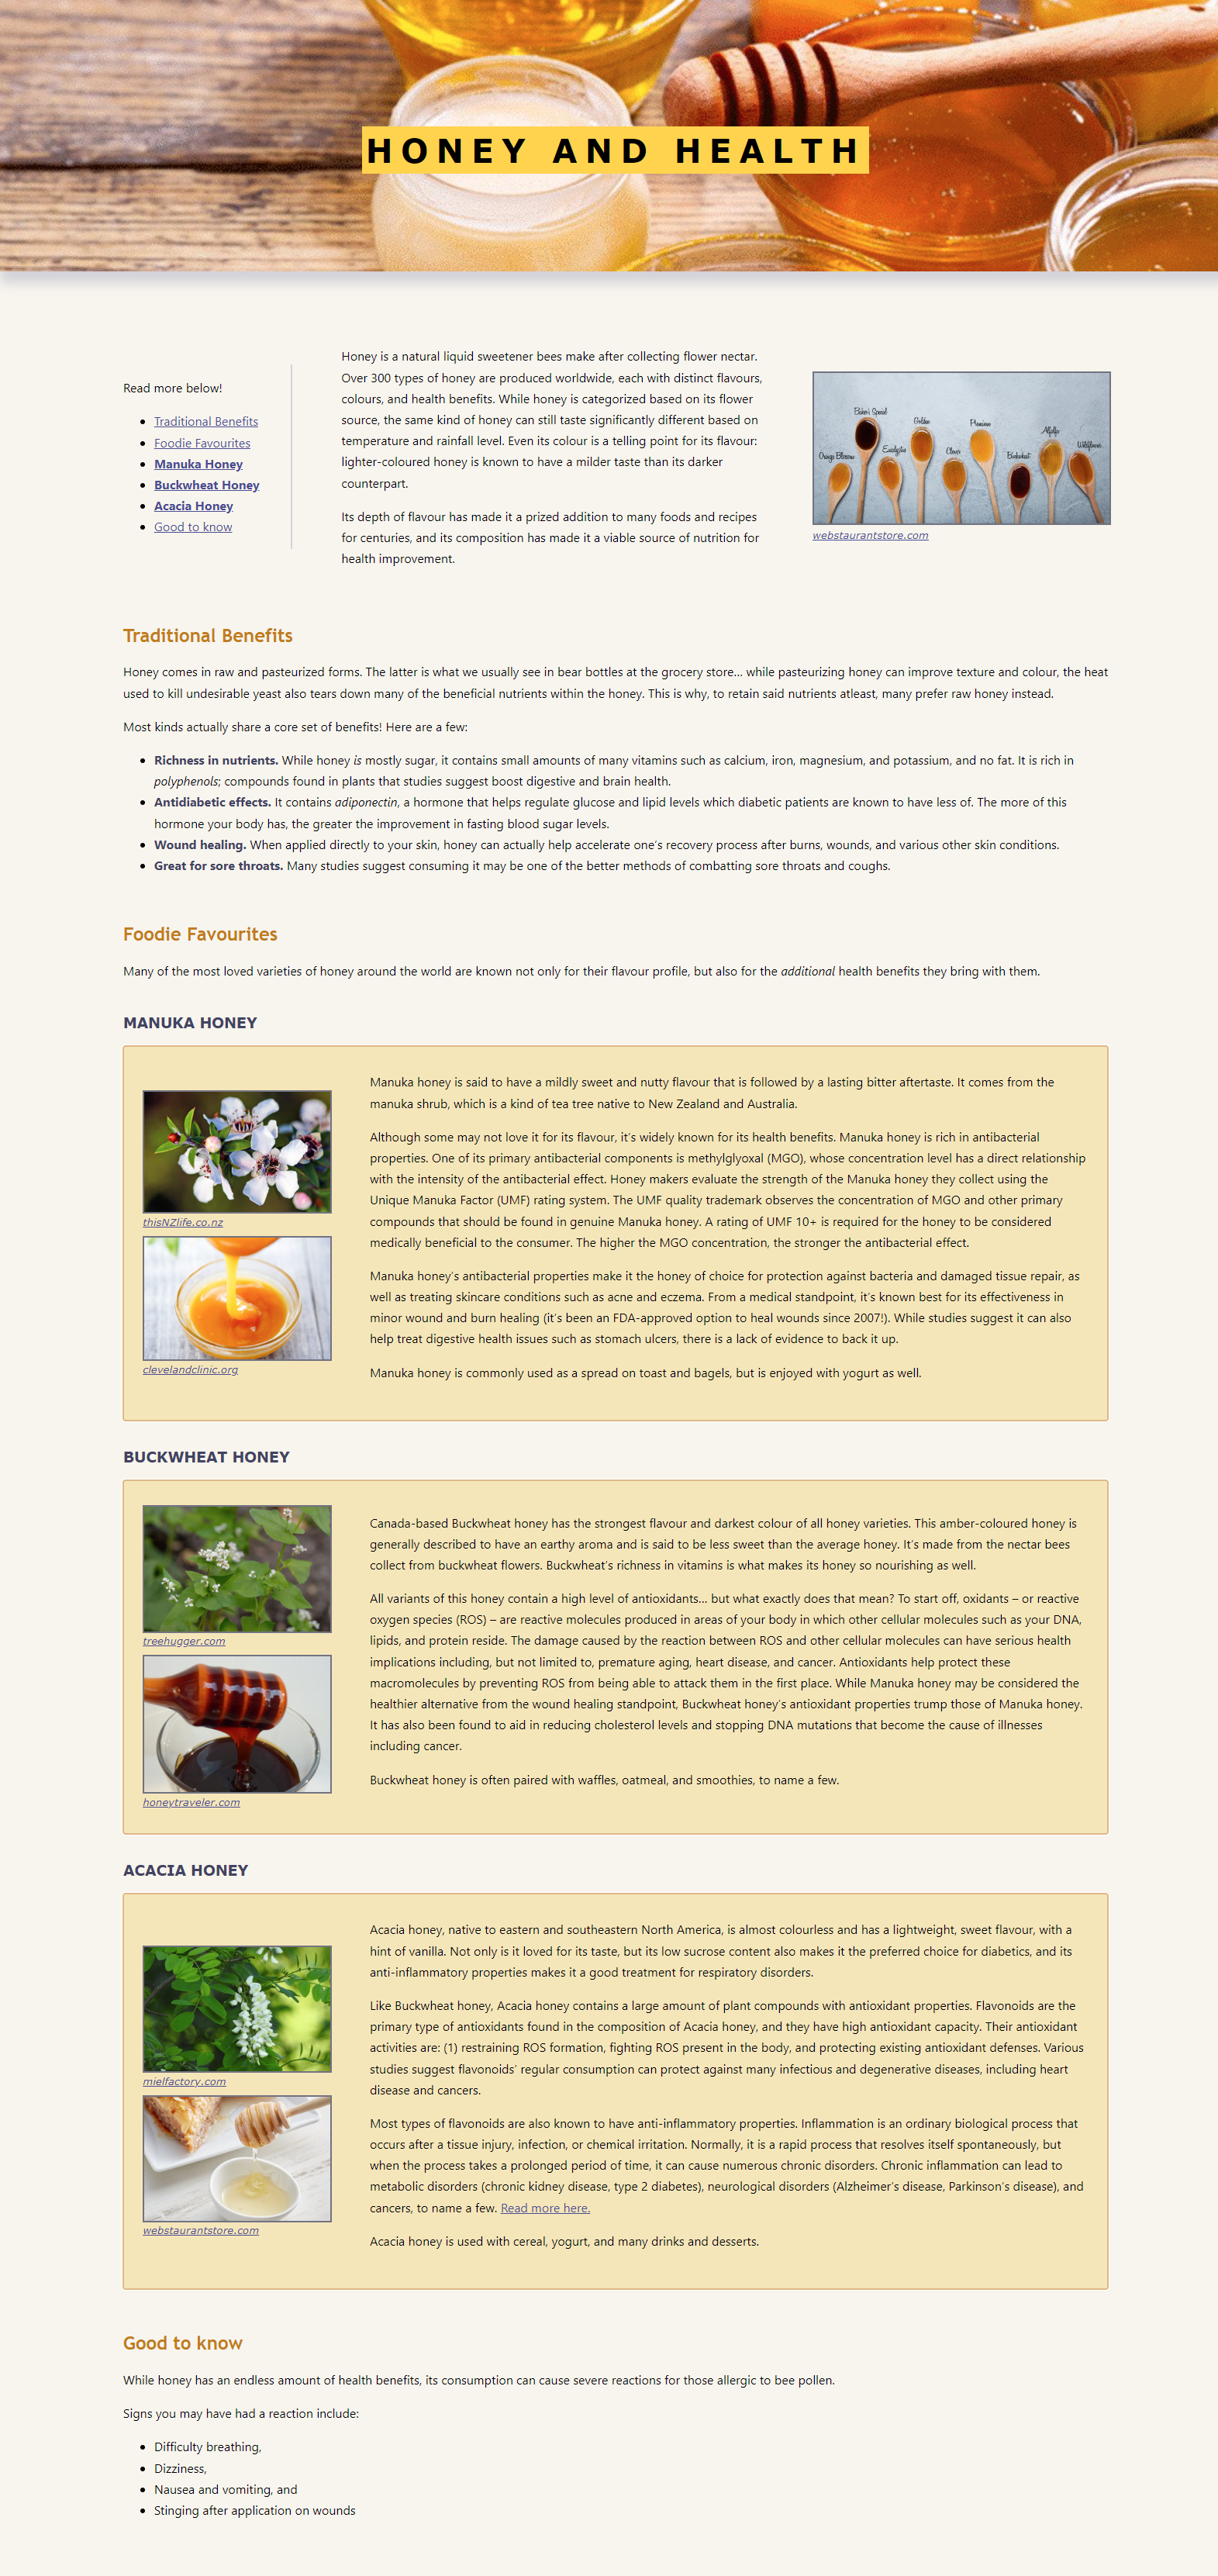 HONEY AND HEALTH
Read more below!
Traditional Benefits
Foodie Favourites
Manuka Honey
Buckwheat Honey
Acacia Honey
Good to know
Honey is a natural liquid sweetener bees make after collecting flower nectar.
Over 300 types of honey are produced worldwide, each with distinct flavours,
colours, and health benefits. While honey is categorized based on its flower
source, the same kind of honey can still taste significantly different based on
temperature and rainfall level. Even its colour is a telling point for its flavour:
lighter-coloured honey is known to have a milder taste than its darker
counterpart.
Its depth of flavour has made it a prized addition to many foods and recipes
for centuries, and its composition has made it a viable source of nutrition for
health improvement.
Orange Blossom
Baker's Special
Eucalyptus
Golden
Clover
Premium
Buckwheat
Alfalfa
Wildflower
webstaurantstore.com
Traditional Benefits
Honey comes in raw and pasteurized forms. The latter is what we usually see in bear bottles at the grocery store... while pasteurizing honey can improve texture and colour, the heat
used to kill undesirable yeast also tears down many of the beneficial nutrients within the honey. This is why, to retain said nutrients atleast, many prefer raw honey instead.
Most kinds actually share a core set of benefits! Here are a few:
Richness in nutrients. While honey is mostly sugar, it contains small amounts of many vitamins such as calcium, iron, magnesium, and potassium, and no fat. It is rich in
polyphenols; compounds found in plants that studies suggest boost digestive and brain health.
Antidiabetic effects. It contains adiponectin, a hormone that helps regulate glucose and lipid levels which diabetic patients are known to have less of. The more of this
hormone your body has, the greater the improvement in fasting blood sugar levels.
Wound healing. When applied directly to your skin, honey can actually help accelerate one's recovery process after burns, wounds, and various other skin conditions.
Great for sore throats. Many studies suggest consuming it may be one of the better methods of combatting sore throats and coughs.
Foodie Favourites
Many of the most loved varieties of honey around the world are known not only for their flavour profile, but also for the additional health benefits they bring with them.
MANUKA HONEY
thisNZlife.co.nz
clevelandclinic.org
Manuka honey is said to have a mildly sweet and nutty flavour that is followed by a lasting bitter aftertaste. It comes from the
manuka shrub, which is a kind of tea tree native to New Zealand and Australia.
Although some may not love it for its flavour, it's widely known for its health benefits. Manuka honey is rich in antibacterial
properties. One of its primary antibacterial components is methylglyoxal (MGO), whose concentration level has a direct relationship
with the intensity of the antibacterial effect. Honey makers evaluate the strength of the Manuka honey they collect using the
Unique Manuka Factor (UMF) rating system. The UMF quality trademark observes the concentration of MGO and other primary
compounds that should be found in genuine Manuka honey. A rating of UMF 10+ is required for the honey to be considered
medically beneficial to the consumer. The higher the MGO concentration, the stronger the antibacterial effect.
Manuka honey's antibacterial properties make it the honey of choice for protection against bacteria and damaged tissue repair, as
well as treating skincare conditions such as acne and eczema. From a medical standpoint, it's known best for its effectiveness in
minor wound and burn healing (it's been an FDA-approved option to heal wounds since 2007!). While studies suggest it can also
help treat digestive health issues such as stomach ulcers, there is a lack of evidence to back it up.
Manuka honey is commonly used as a spread on toast and bagels, but is enjoyed with yogurt as well.
BUCKWHEAT HONEY
treehugger.com
honeytraveler.com
Canada-based Buckwheat honey has the strongest flavour and darkest colour of all honey varieties. This amber-coloured honey is
generally described to have an earthy aroma and is said to be less sweet than the average honey. It's made from the nectar bees
collect from buckwheat flowers. Buckwheat's richness in vitamins is what makes its honey so nourishing as well.
All variants of this honey contain a high level of antioxidants... but what exactly does that mean? To start off, oxidants – or reactive
oxygen species (ROS) – are reactive molecules produced in areas of your body in which other cellular molecules such as your DNA,
lipids, and protein reside. The damage caused by the reaction between ROS and other cellular molecules can have serious health
implications including, but not limited to, premature aging, heart disease, and cancer. Antioxidants help protect these
macromolecules by preventing ROS from being able to attack them in the first place. While Manuka honey may be considered the
healthier alternative from the wound healing standpoint, Buckwheat honey's antioxidant properties trump those of Manuka honey.
It has also been found to aid in reducing cholesterol levels and stopping DNA mutations that become the cause of illnesses
including cancer.
Buckwheat honey is often paired with waffles, oatmeal, and smoothies, to name a few.
ACACIA HONEY
mielfactory.com
webstaurantstore.com
Acacia honey, native to eastern and southeastern North America, is almost colourless and has a lightweight, sweet flavour, with a
hint of vanilla. Not only is it loved for its taste, but its low sucrose content also makes it the preferred choice for diabetics, and its
anti-inflammatory properties makes it a good treatment for respiratory disorders.
Like Buckwheat honey, Acacia honey contains a large amount of plant compounds with antioxidant properties. Flavonoids are the
primary type of antioxidants found in the composition of Acacia honey, and they have high antioxidant capacity. Their antioxidant
activities are: (1) restraining ROS formation, fighting ROS present in the body, and protecting existing antioxidant defenses. Various
studies suggest flavonoids' regular consumption can protect against many infectious and degenerative diseases, including heart
disease and cancers.
Most types of flavonoids are also known to have anti-inflammatory properties. Inflammation is an ordinary biological process that
occurs after a tissue injury, infection, or chemical irritation. Normally, it is a rapid process that resolves itself spontaneously, but
when the process takes a prolonged period of time, it can cause numerous chronic disorders. Chronic inflammation can lead to
metabolic disorders (chronic kidney disease, type 2 diabetes), neurological disorders (Alzheimer's disease, Parkinson's disease), and
cancers, to name a few. Read more here.
Acacia honey is used with cereal, yogurt, and many drinks and desserts.
Good to know
While honey has an endless amount of health benefits, its consumption can cause severe reactions for those allergic to bee pollen.
Signs you may have had a reaction include:
Difficulty breathing,
Dizziness,
Nausea and vomiting, and
Stinging after application on wounds